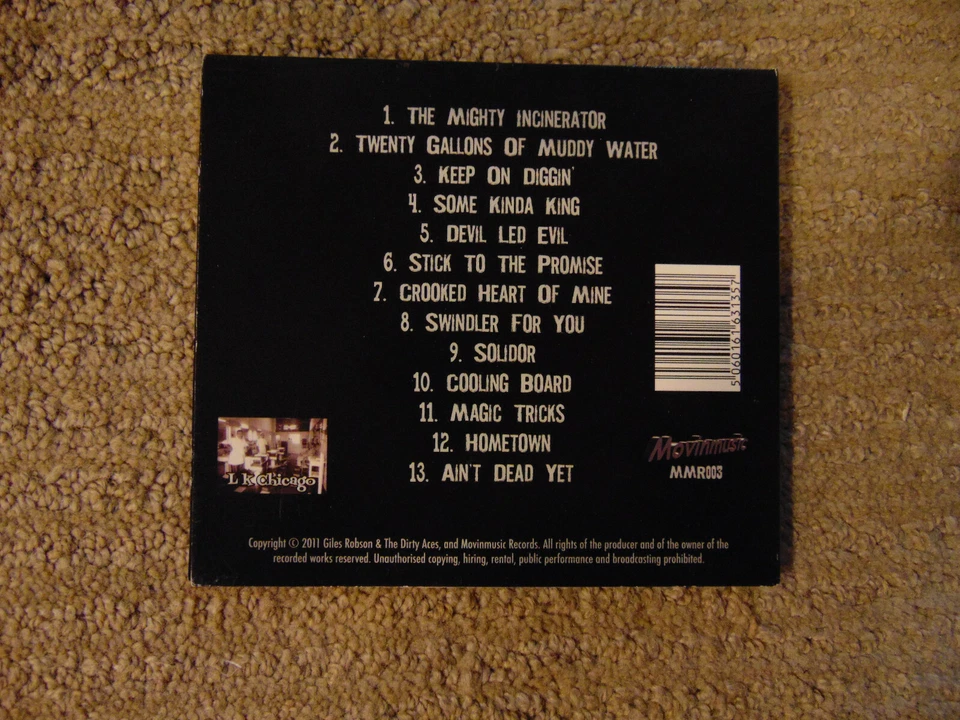 1. THE MIGHTY INCINERATOR
2. TWENTY GALLONS OF MUDDY WATER
3. KEEP ON DIGGIN'
4. SOME KINDA KING
5. DEVIL LED EVIL
6. STICK TO THE PROMISE
7. CROOKED HEART OF MINE
8. SWINDLER FOR YOU
9. SOLIDOR
10. COOLING BOARD
11. MAGIC TRICKS
12. HOMETOWN
13. AIN'T DEAD YET
5 060161 631357
L K Chicago
Movinmusic
MMR003
Copyright © 2011 Giles Robson & The Dirty Aces, and Movinmusic Records. All rights of the producer and of the owner of the
recorded works reserved. Unauthorised copying, hiring, rental, public performance and broadcasting prohibited.